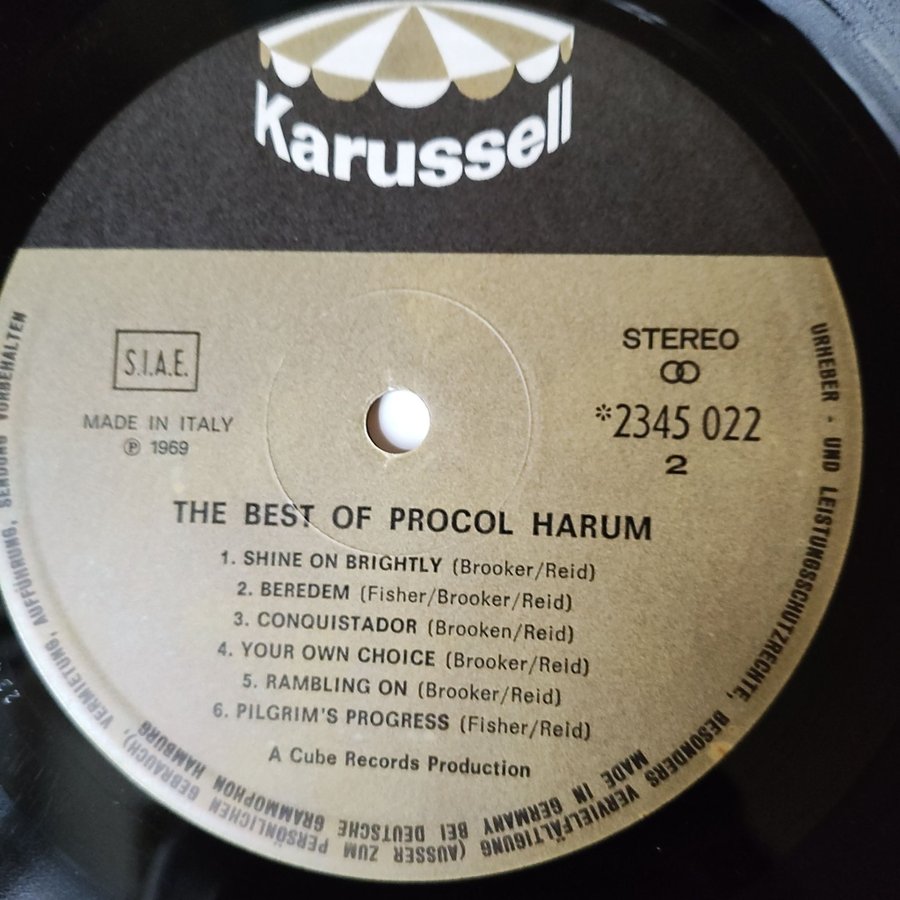 Karussell
S.I.A.E.
MADE IN ITALY
Ⓟ 1969
STEREO
*2345 022
2
THE BEST OF PROCOL HARUM
1. SHINE ON BRIGHTLY (Brooker/Reid)
2. BEREDEM (Fisher/Brooker/Reid)
3. CONQUISTADOR (Brooken/Reid)
4. YOUR OWN CHOICE (Brooker/Reid)
5. RAMBLING ON (Brooker/Reid)
6. PILGRIM'S PROGRESS (Fisher/Reid)
A Cube Records Production
URHEBER - UND LEISTUNGSSCHUTZRECHTE, BESONDERS VERVIELFÄLTIGUNG (AUSSER ZUM PERSÖNLICHEN GEBRAUCH), VERMIETUNG, AUFFÜHRUNG, SENDUNG VORBEHALTEN
MADE IN GERMANY BEI DEUTSCHE GRAMMOPHON HAMBURG